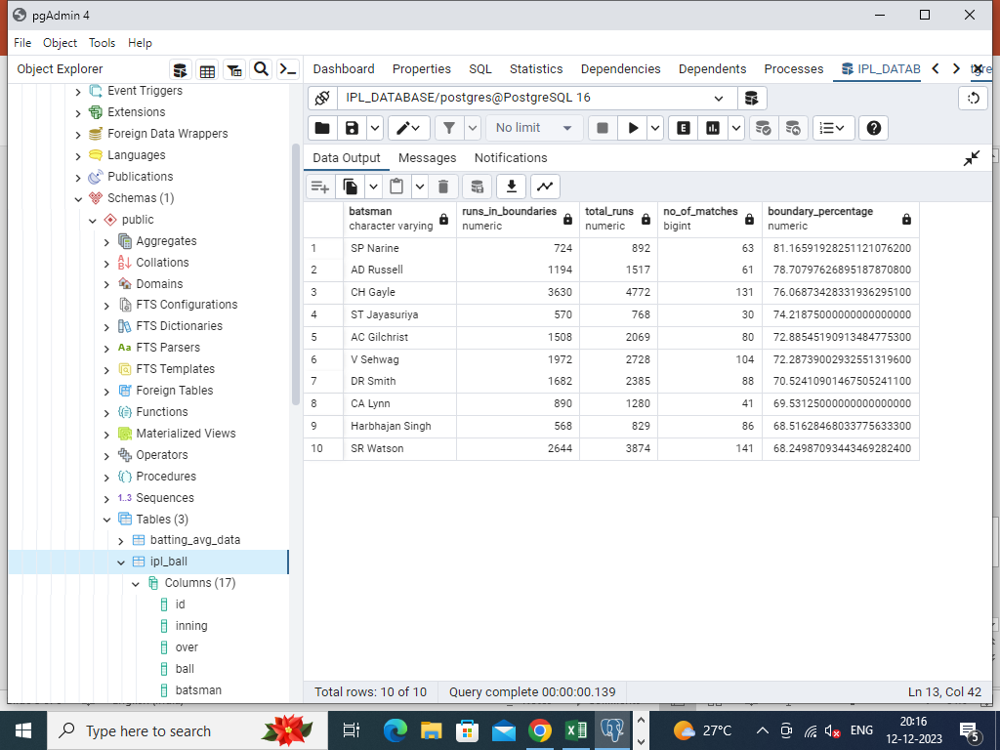 pgAdmin 4
File Object Tools Help
Object Explorer
Dashboard Properties SQL Statistics Dependencies Dependents Processes IPL_DATAB
Event Triggers
Extensions
Foreign Data Wrappers
Languages
Publications
Schemas (1)
public
Aggregates
Collations
Domains
FTS Configurations
FTS Dictionaries
FTS Parsers
FTS Templates
Foreign Tables
Functions
Materialized Views
Operators
Procedures
1..3 Sequences
Tables (3)
batting_avg_data
ipl_ball
Columns (17)
id
inning
over
ball
batsman
IPL_DATABASE/postgres@PostgreSQL 16
No limit
E
Data Output Messages Notifications
batsman runs_in_boundaries total_runs no_of_matches boundary_percentage
character varying numeric numeric bigint numeric
1 SP Narine 724 892 63 81.16591928251121076200
2 AD Russell 1194 1517 61 78.70797626895187870800
3 CH Gayle 3630 4772 131 76.06873428331936295100
4 ST Jayasuriya 570 768 30 74.21875000000000000000
5 AC Gilchrist 1508 2069 80 72.88545190913484775300
6 V Sehwag 1972 2728 104 72.28739002932551319600
7 DR Smith 1682 2385 88 70.52410901467505241100
8 CA Lynn 890 1280 41 69.53125000000000000000
9 Harbhajan Singh 568 829 86 68.51628468033775633300
10 SR Watson 2644 3874 141 68.24987093443469282400
Total rows: 10 of 10 Query complete 00:00:00.139 Ln 13, Col 42
Type here to search
27°C
ENG
20:16
12-12-2023
5